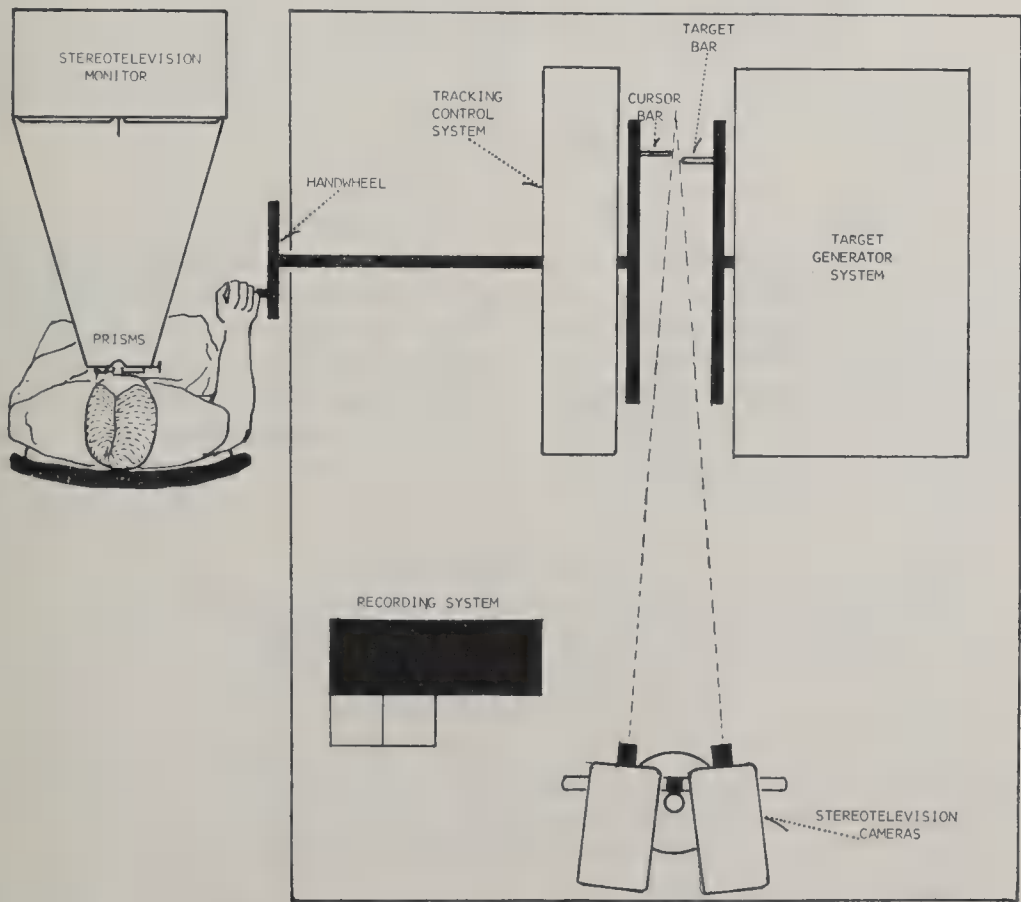 STEREOTELEVISION
MONITOR
TARGET
BAR
TRACKING
CONTROL
SYSTEM
CURSOR
BAR
HANDWHEEL
TARGET
GENERATOR
SYSTEM
PRISMS
RECORDING SYSTEM
STEREOTELEVISION
CAMERAS